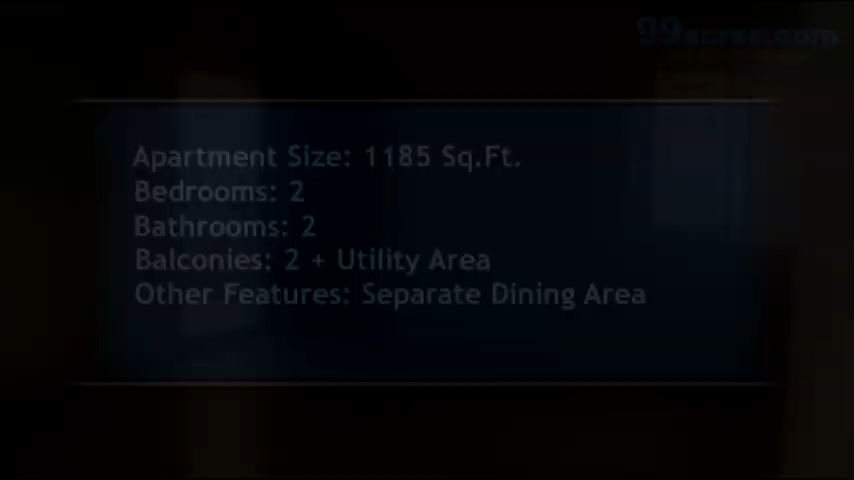 99acres.com
Apartment Size: 1185 Sq.Ft.
Bedrooms: 2
Bathrooms: 2
Balconies: 2 + Utility Area
Other Features: Separate Dining Area